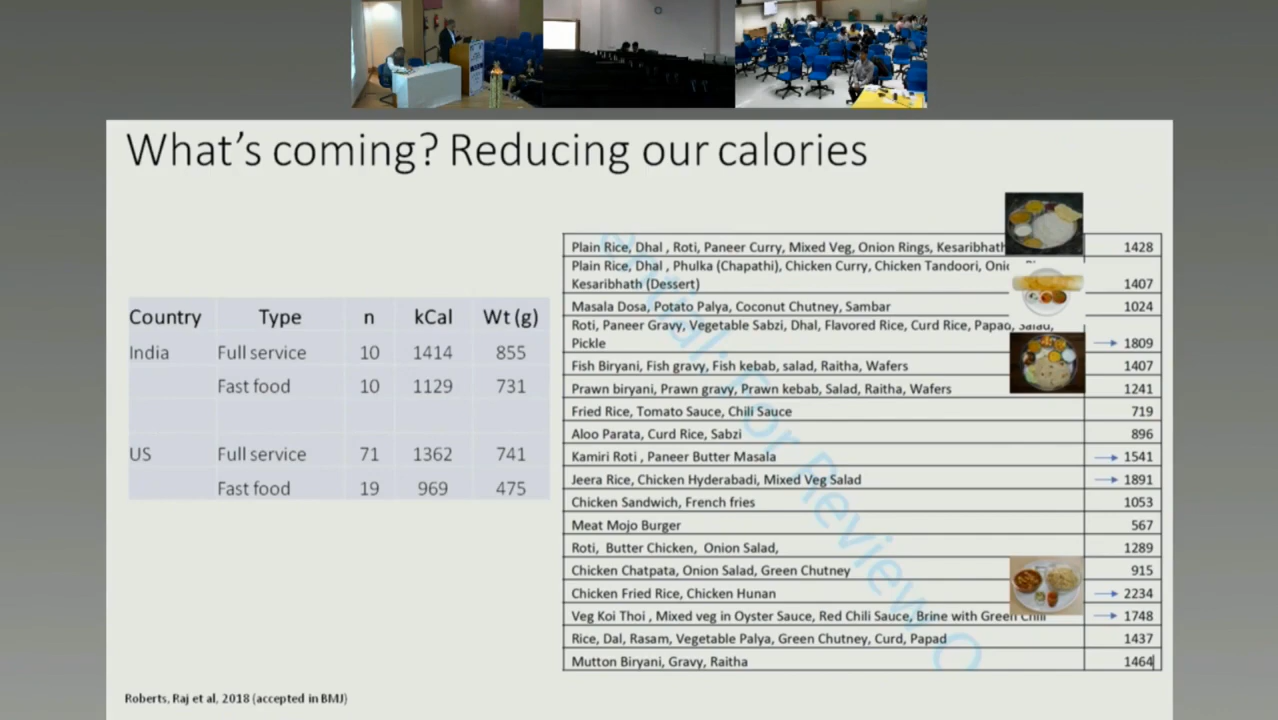 What's coming? Reducing our calories
Country Type n kCal Wt (g)
India Full service 10 1414 855
Fast food 10 1129 731
US Full service 71 1362 741
Fast food 19 969 475
Plain Rice, Dhal , Roti, Paneer Curry, Mixed Veg, Onion Rings, Kesaribhath 1428
Plain Rice, Dhal , Phulka (Chapathi), Chicken Curry, Chicken Tandoori,
Kesaribhath (Dessert) 1407
Masala Dosa, Potato Palya, Coconut Chutney, Sambar 1024
Roti, Paneer Gravy, Vegetable Sabzi, Dhal, Flavored Rice, Curd Rice, Papad, Salad,
Pickle 1809
Fish Biryani, Fish gravy, Fish kebab, salad, Raitha, Wafers 1407
Prawn biryani, Prawn gravy, Prawn kebab, Salad, Raitha, Wafers 1241
Fried Rice, Tomato Sauce, Chili Sauce 719
Aloo Parata, Curd Rice, Sabzi 896
Kamiri Roti , Paneer Butter Masala 1541
Jeera Rice, Chicken Hyderabadi, Mixed Veg Salad 1891
Chicken Sandwich, French fries 1053
Meat Mojo Burger 567
Roti, Butter Chicken, Onion Salad, 1289
Chicken Chatpata, Onion Salad, Green Chutney 915
Chicken Fried Rice, Chicken Hunan 2234
Veg Koi Thoi , Mixed veg in Oyster Sauce, Red Chili Sauce, Brine with Green Chili 1748
Rice, Dal, Rasam, Vegetable Palya, Green Chutney, Curd, Papad 1437
Mutton Biryani, Gravy, Raitha 1464
For Review
Roberts, Raj et al, 2018 (accepted in BMJ)